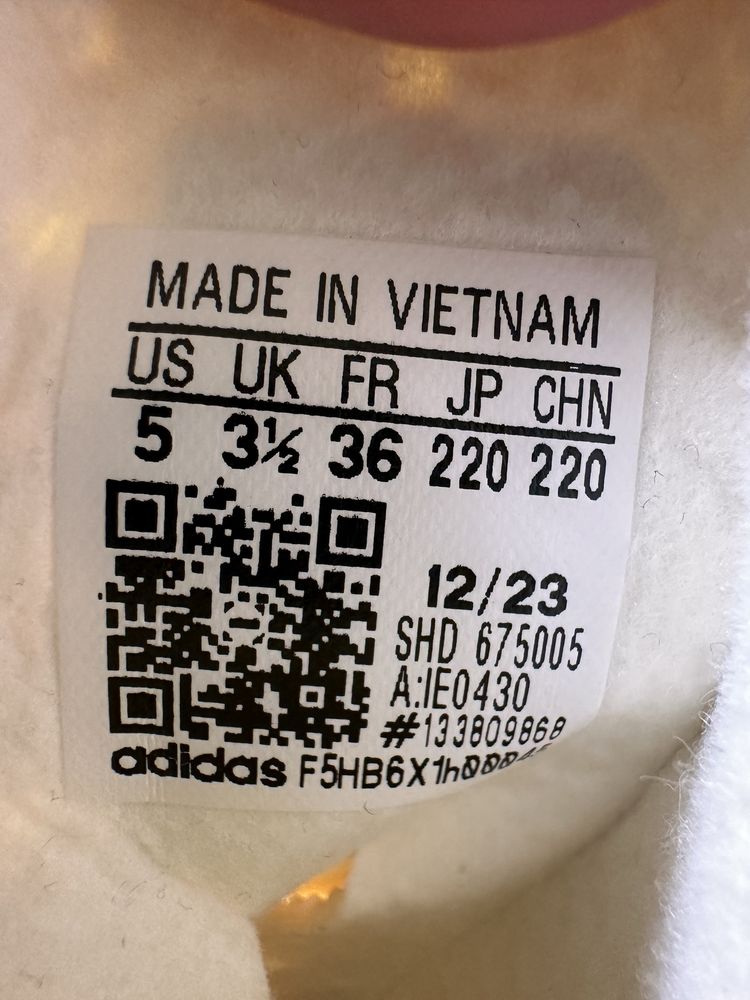 MADE IN VIETNAM
US UK FR JP CHN
5 3½ 36 220 220
12/23
SHD 675005
A:IE0430
#133809868
adidas